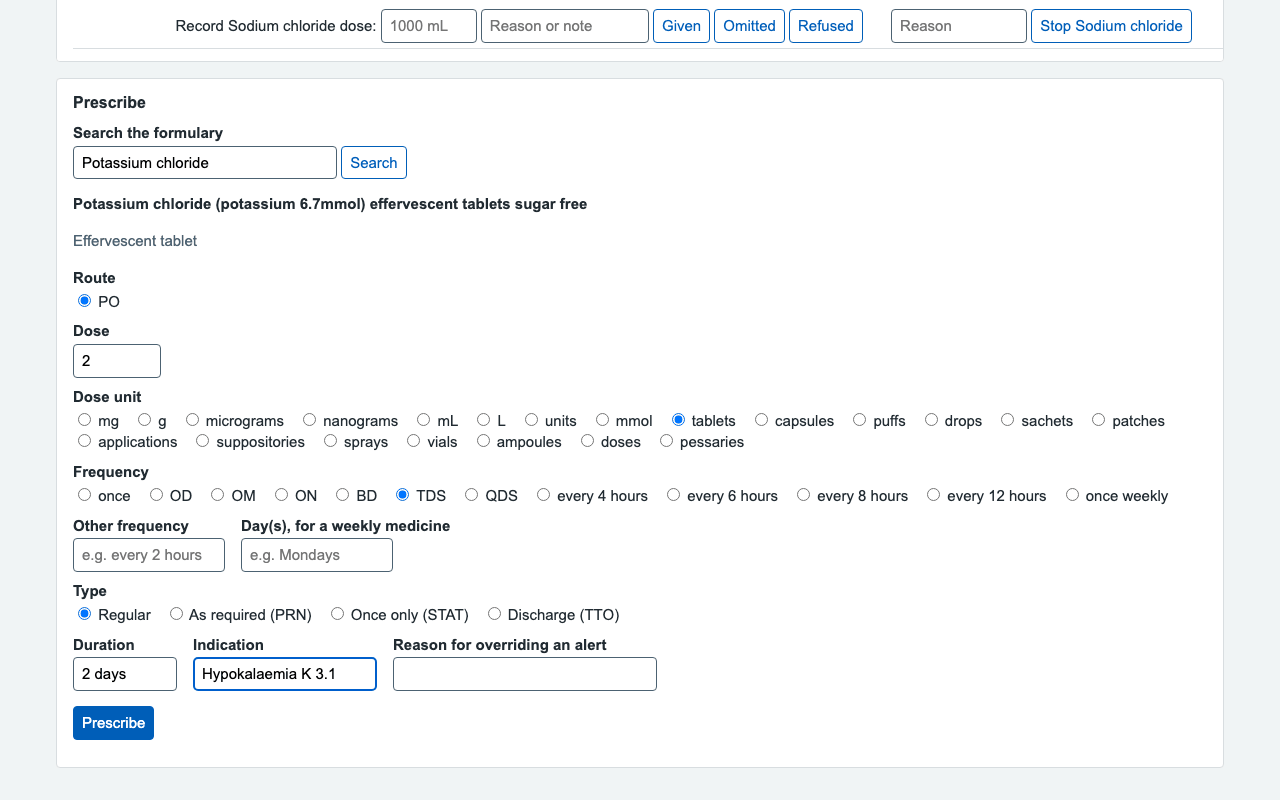 Record Sodium chloride dose: 1000 mL Reason or note Given Omitted Refused Reason Stop Sodium chloride
Prescribe
Search the formulary
Potassium chloride Search
Potassium chloride (potassium 6.7mmol) effervescent tablets sugar free
Effervescent tablet
Route
PO
Dose
2
Dose unit
mg g micrograms nanograms mL L units mmol tablets capsules puffs drops sachets patches
applications suppositories sprays vials ampoules doses pessaries
Frequency
once OD OM ON BD TDS QDS every 4 hours every 6 hours every 8 hours every 12 hours once weekly
Other frequency Day(s), for a weekly medicine
e.g. every 2 hours e.g. Mondays
Type
Regular As required (PRN) Once only (STAT) Discharge (TTO)
Duration Indication Reason for overriding an alert
2 days Hypokalaemia K 3.1
Prescribe